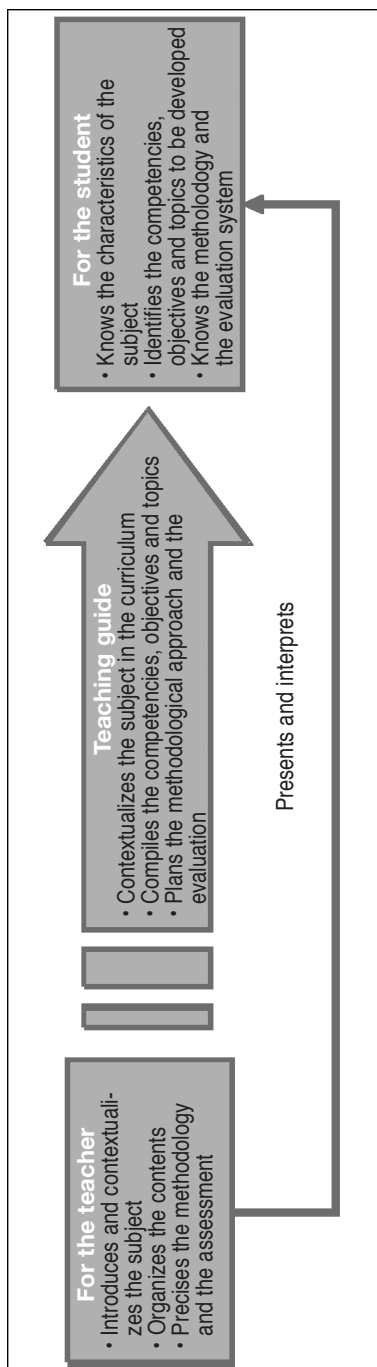 For the teacher
• Introduces and contextuali-
zes the subject
• Organizes the contents
• Precises the methodology
and the assessment
Teaching guide
• Contextualizes the subject in the curriculum
• Compiles the competencies, objectives and topics
• Plans the methodological approach and the
evaluation
For the student
• Knows the characteristics of the
subject
• Identifies the competencies,
objectives and topics to be developed
• Knows the metholodogy and
the evaluation system
Presents and interprets